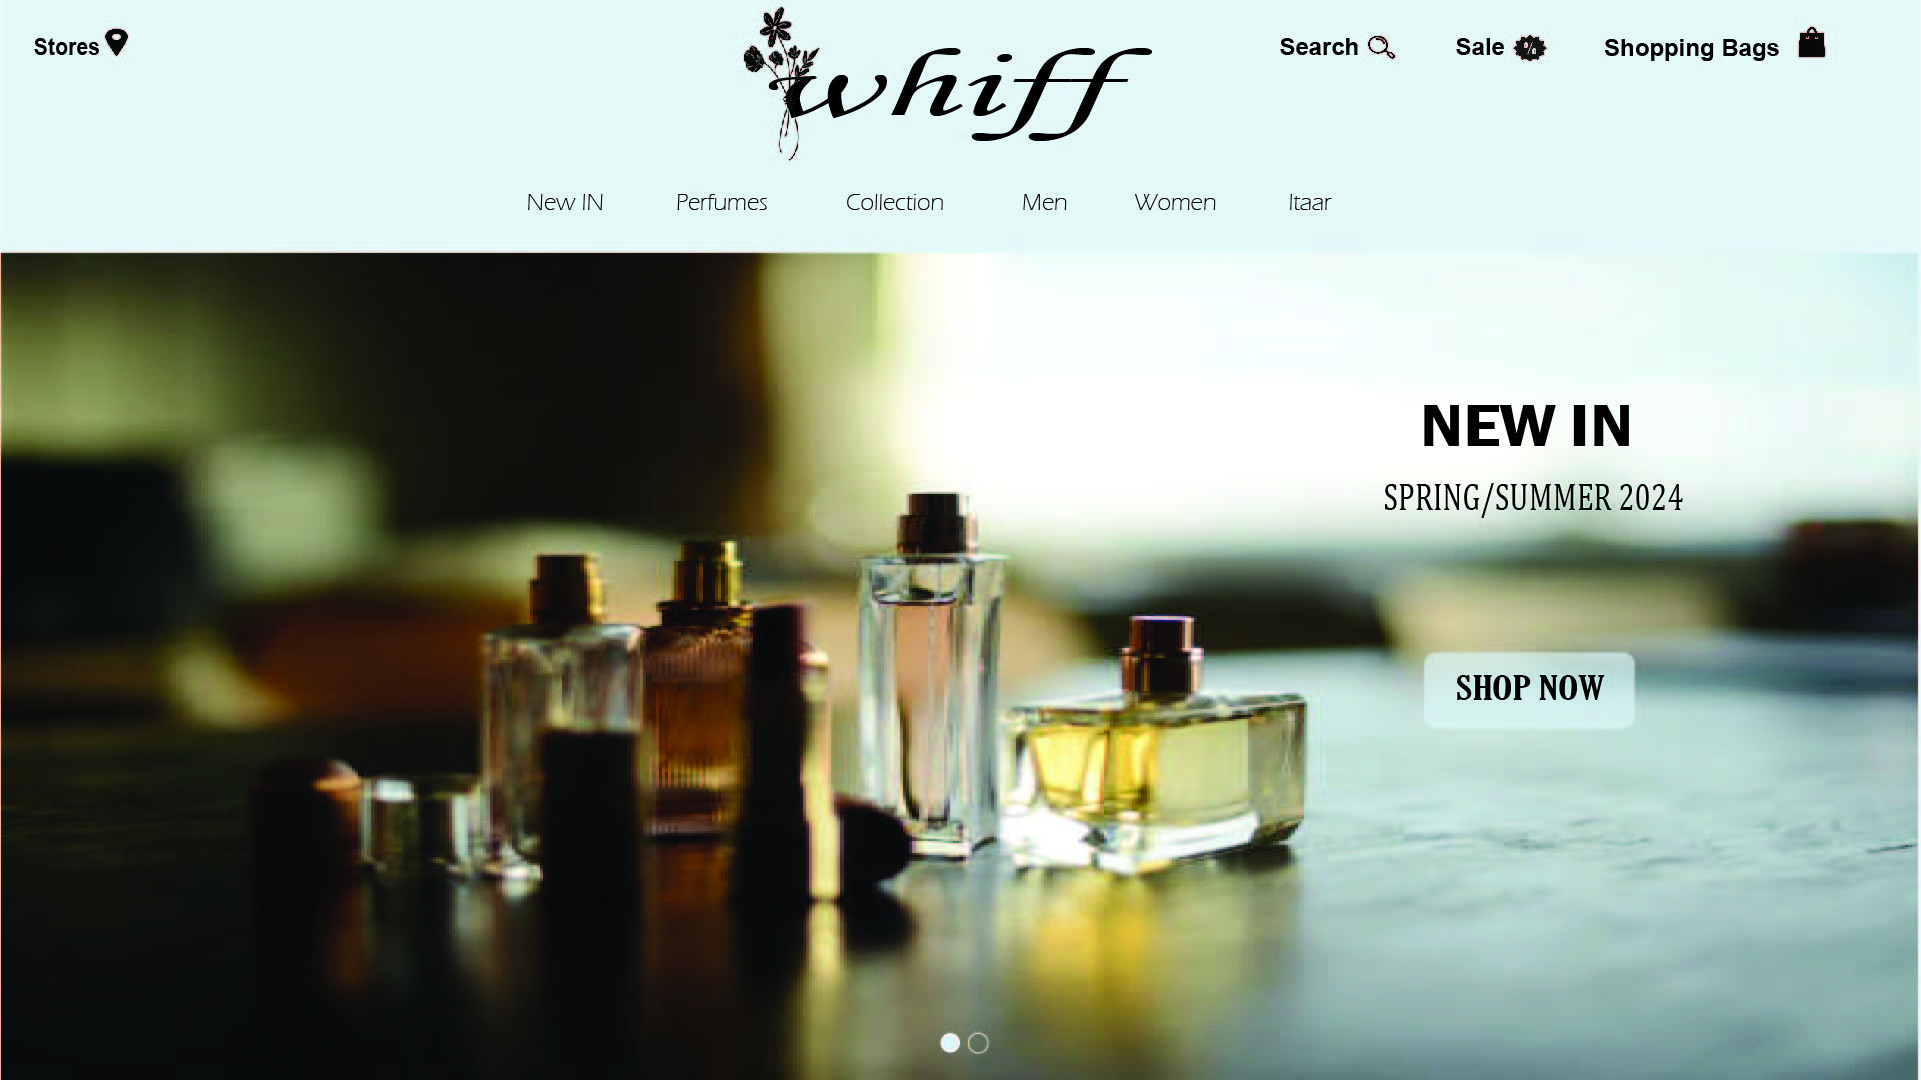 Stores
whiff
Search
Sale
Shopping Bags
New IN
Perfumes
Collection
Men
Women
Itaar
NEW IN
SPRING/SUMMER 2024
SHOP NOW